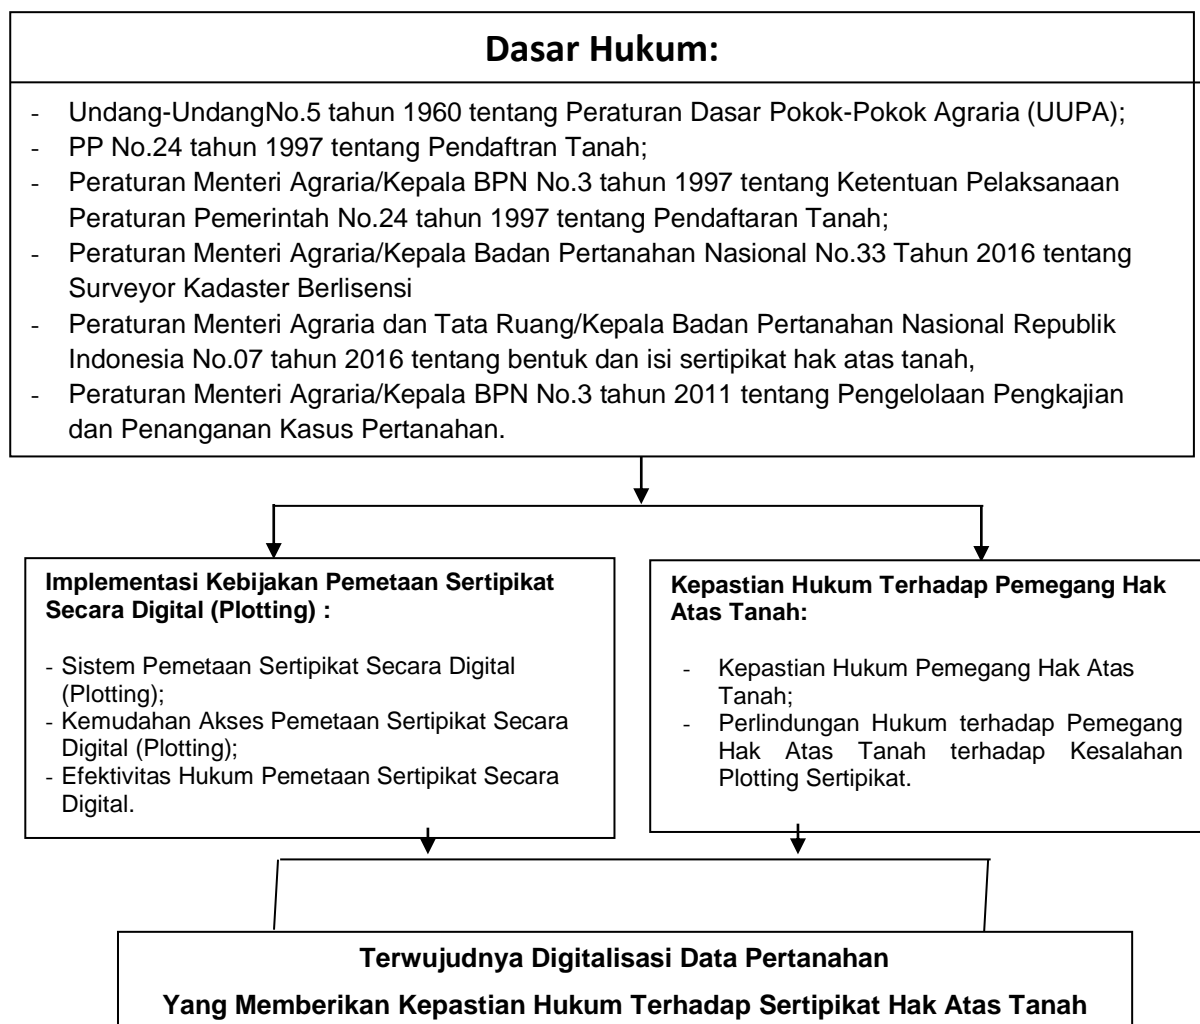 Dasar Hukum:
- Undang-UndangNo.5 tahun 1960 tentang Peraturan Dasar Pokok-Pokok Agraria (UUPA);
- PP No.24 tahun 1997 tentang Pendaftran Tanah;
- Peraturan Menteri Agraria/Kepala BPN No.3 tahun 1997 tentang Ketentuan Pelaksanaan
Peraturan Pemerintah No.24 tahun 1997 tentang Pendaftaran Tanah;
- Peraturan Menteri Agraria/Kepala Badan Pertanahan Nasional No.33 Tahun 2016 tentang
Surveyor Kadaster Berlisensi
- Peraturan Menteri Agraria dan Tata Ruang/Kepala Badan Pertanahan Nasional Republik
Indonesia No.07 tahun 2016 tentang bentuk dan isi sertipikat hak atas tanah,
- Peraturan Menteri Agraria/Kepala BPN No.3 tahun 2011 tentang Pengelolaan Pengkajian
dan Penanganan Kasus Pertanahan.
Implementasi Kebijakan Pemetaan Sertipikat
Secara Digital (Plotting) :
- Sistem Pemetaan Sertipikat Secara Digital
(Plotting);
- Kemudahan Akses Pemetaan Sertipikat Secara
Digital (Plotting);
- Efektivitas Hukum Pemetaan Sertipikat Secara
Digital.
Kepastian Hukum Terhadap Pemegang Hak
Atas Tanah:
- Kepastian Hukum Pemegang Hak Atas
Tanah;
- Perlindungan Hukum terhadap Pemegang
Hak Atas Tanah terhadap Kesalahan
Plotting Sertipikat.
Terwujudnya Digitalisasi Data Pertanahan
Yang Memberikan Kepastian Hukum Terhadap Sertipikat Hak Atas Tanah